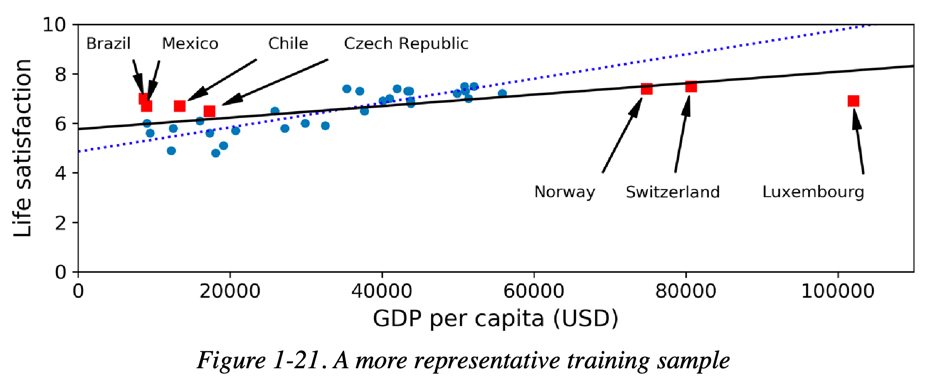 10
Brazil Mexico Chile Czech Republic
8
6
4
Norway Switzerland Luxembourg
2
0
Life satisfaction
0 20000 40000 60000 80000 100000
GDP per capita (USD)
Figure 1-21. A more representative training sample